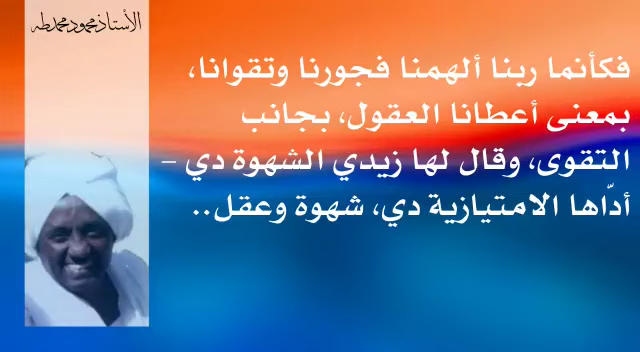 الأستاذ محمود محمد طه
فكأنما ربنا ألهمنا فجورنا وتقوانا،
بمعنى أعطانا العقول، بجانب
التقوى، وقال لها زيدي الشهوة دي –
أدّاها الامتيازية دي، شهوة وعقل..